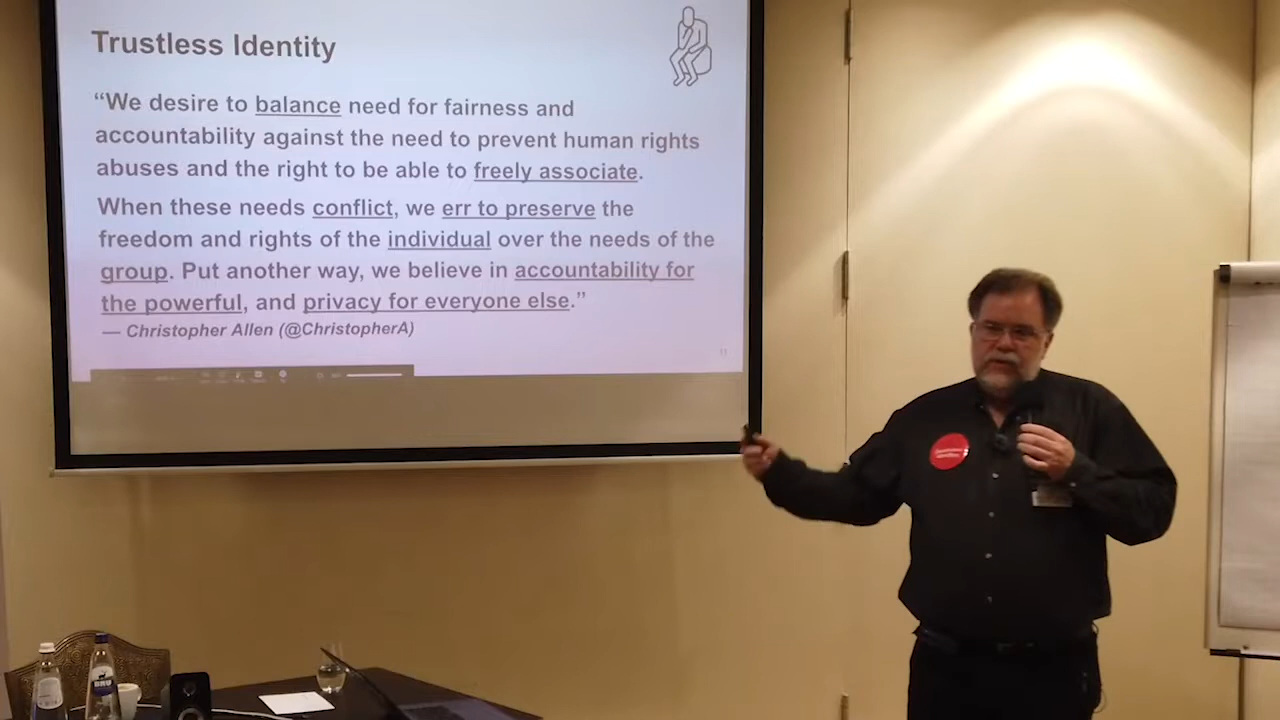 Trustless Identity
“We desire to balance need for fairness and
accountability against the need to prevent human rights
abuses and the right to be able to freely associate.
When these needs conflict, we err to preserve the
freedom and rights of the individual over the needs of the
group. Put another way, we believe in accountability for
the powerful, and privacy for everyone else.”
— Christopher Allen (@ChristopherA)
11
BRU